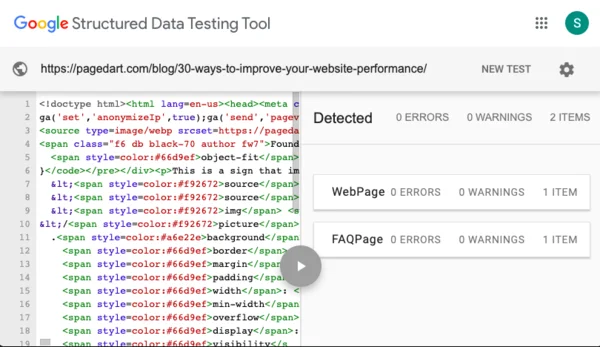 Google Structured Data Testing Tool
S
https://pagedart.com/blog/30-ways-to-improve-your-website-performance/
NEW TEST
1 <!doctype html><html lang=en-us><head><meta c
2 ga('set','anonymizeIp',true);ga('send','pagev
3 <source type=image/webp srcset=https://pageda
4 <span class="f6 db black-70 author fw7">Found
5 <span style=color:#66d9ef>object-fit</span>
6 }</code></pre></div><p>This is a sign that im
7 &lt;<span style=color:#f92672>source</span>
8 &lt;<span style=color:#f92672>source</span>
9 &lt;<span style=color:#f92672>img</span> <s
10 &lt;/<span style=color:#f92672>picture</span>
11 .<span style=color:#a6e22e>background</span
12 <span style=color:#66d9ef>border</span>
13 <span style=color:#66d9ef>margin</span>
14 <span style=color:#66d9ef>padding</span>
15 <span style=color:#66d9ef>width</span>: <
16 <span style=color:#66d9ef>min-width</span
17 <span style=color:#66d9ef>overflow</span>
18 <span style=color:#66d9ef>display</span>:
19 <span style=color:#66d9ef>visibility</s
Detected 0 ERRORS 0 WARNINGS 2 ITEMS
WebPage 0 ERRORS 0 WARNINGS 1 ITEM
FAQPage 0 ERRORS 0 WARNINGS 1 ITEM